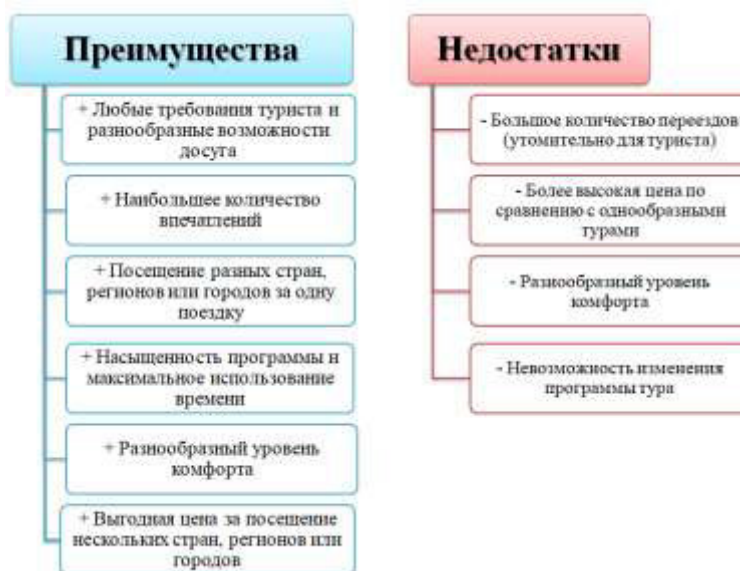 Преимущества
+ Любые требования туриста и
разнообразные возможности
досуга
+ Наибольшее количество
впечатлений
+ Посещение разных стран,
регионов или городов за одну
поездку
+ Насыщенность программы и
максимальное использование
времени
+ Разнообразный уровень
комфорта
+ Выгодная цена за посещение
нескольких стран, регионов или
городов
Недостатки
- Большое количество переездов
(утомительно для туриста)
- Более высокая цена по
сравнению с однообразными
турами
- Разнообразный уровень
комфорта
- Невозможность изменения
программы тура